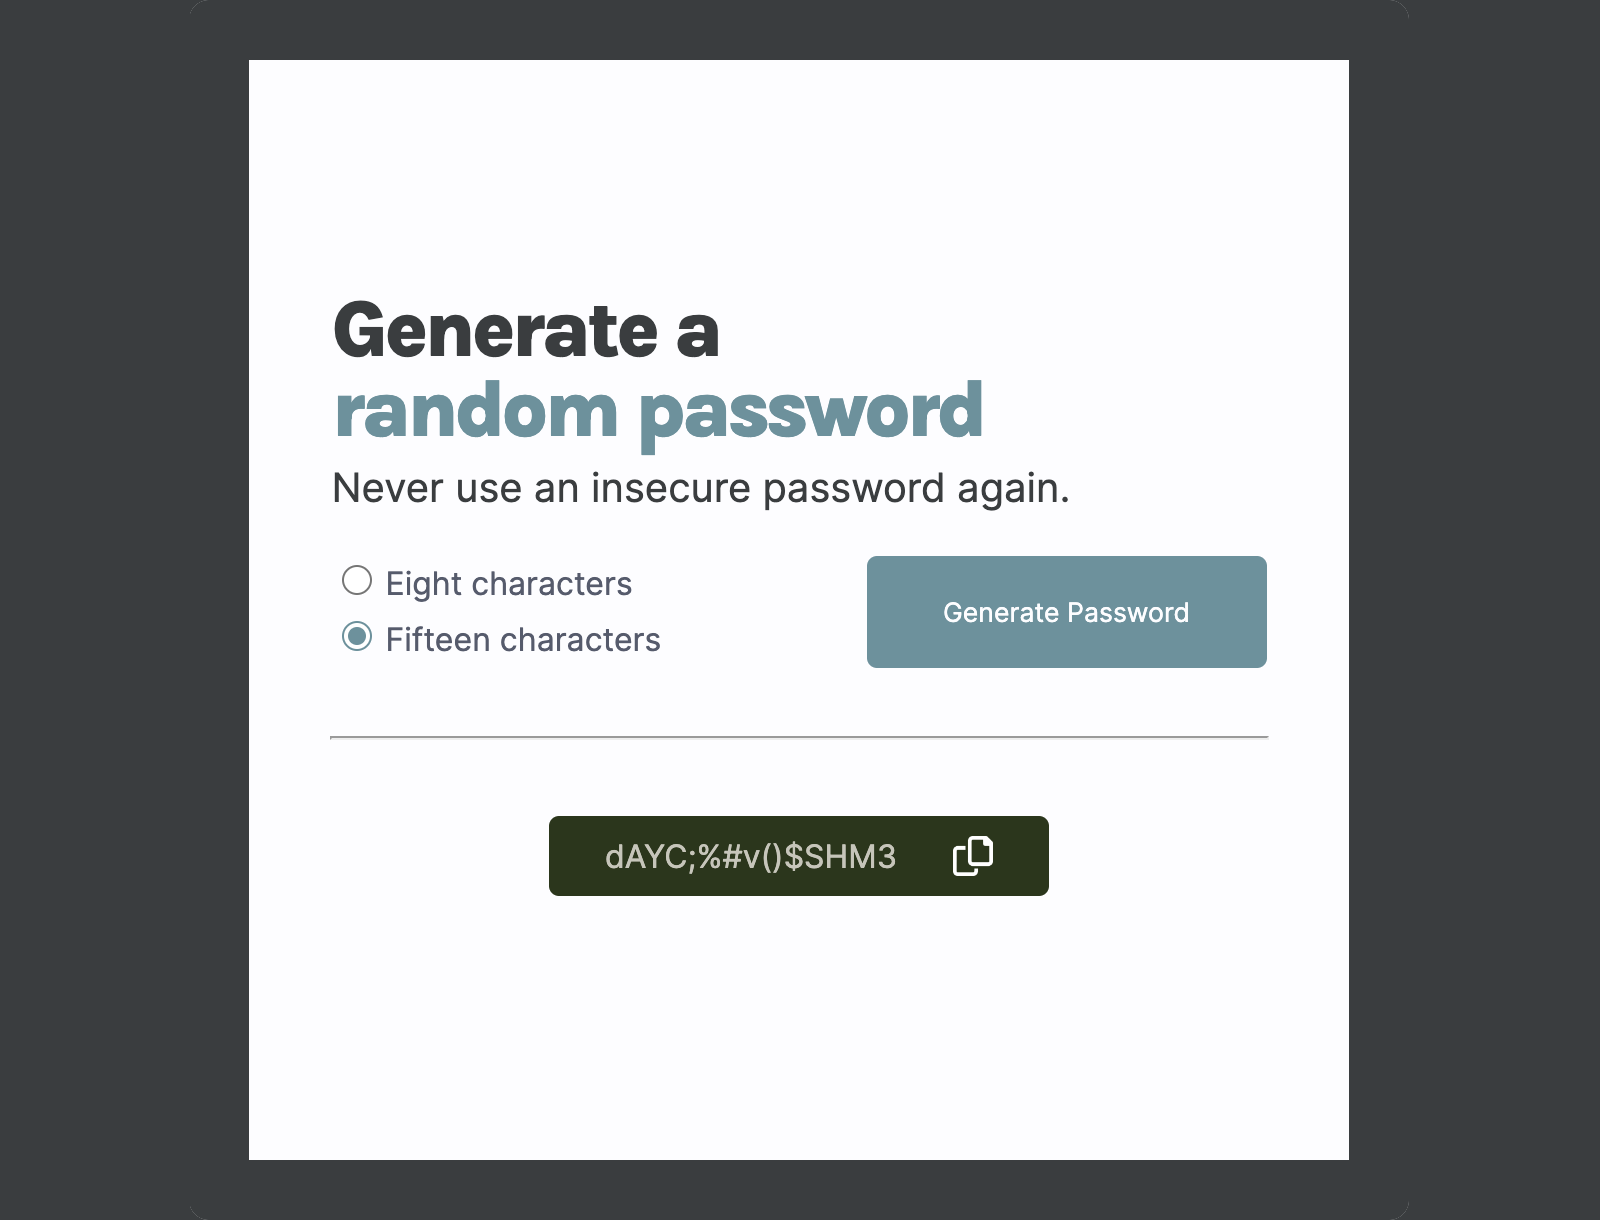 Generate a
random password
Never use an insecure password again.
Eight characters
Fifteen characters
Generate Password
dAYC;%#v()$SHM3